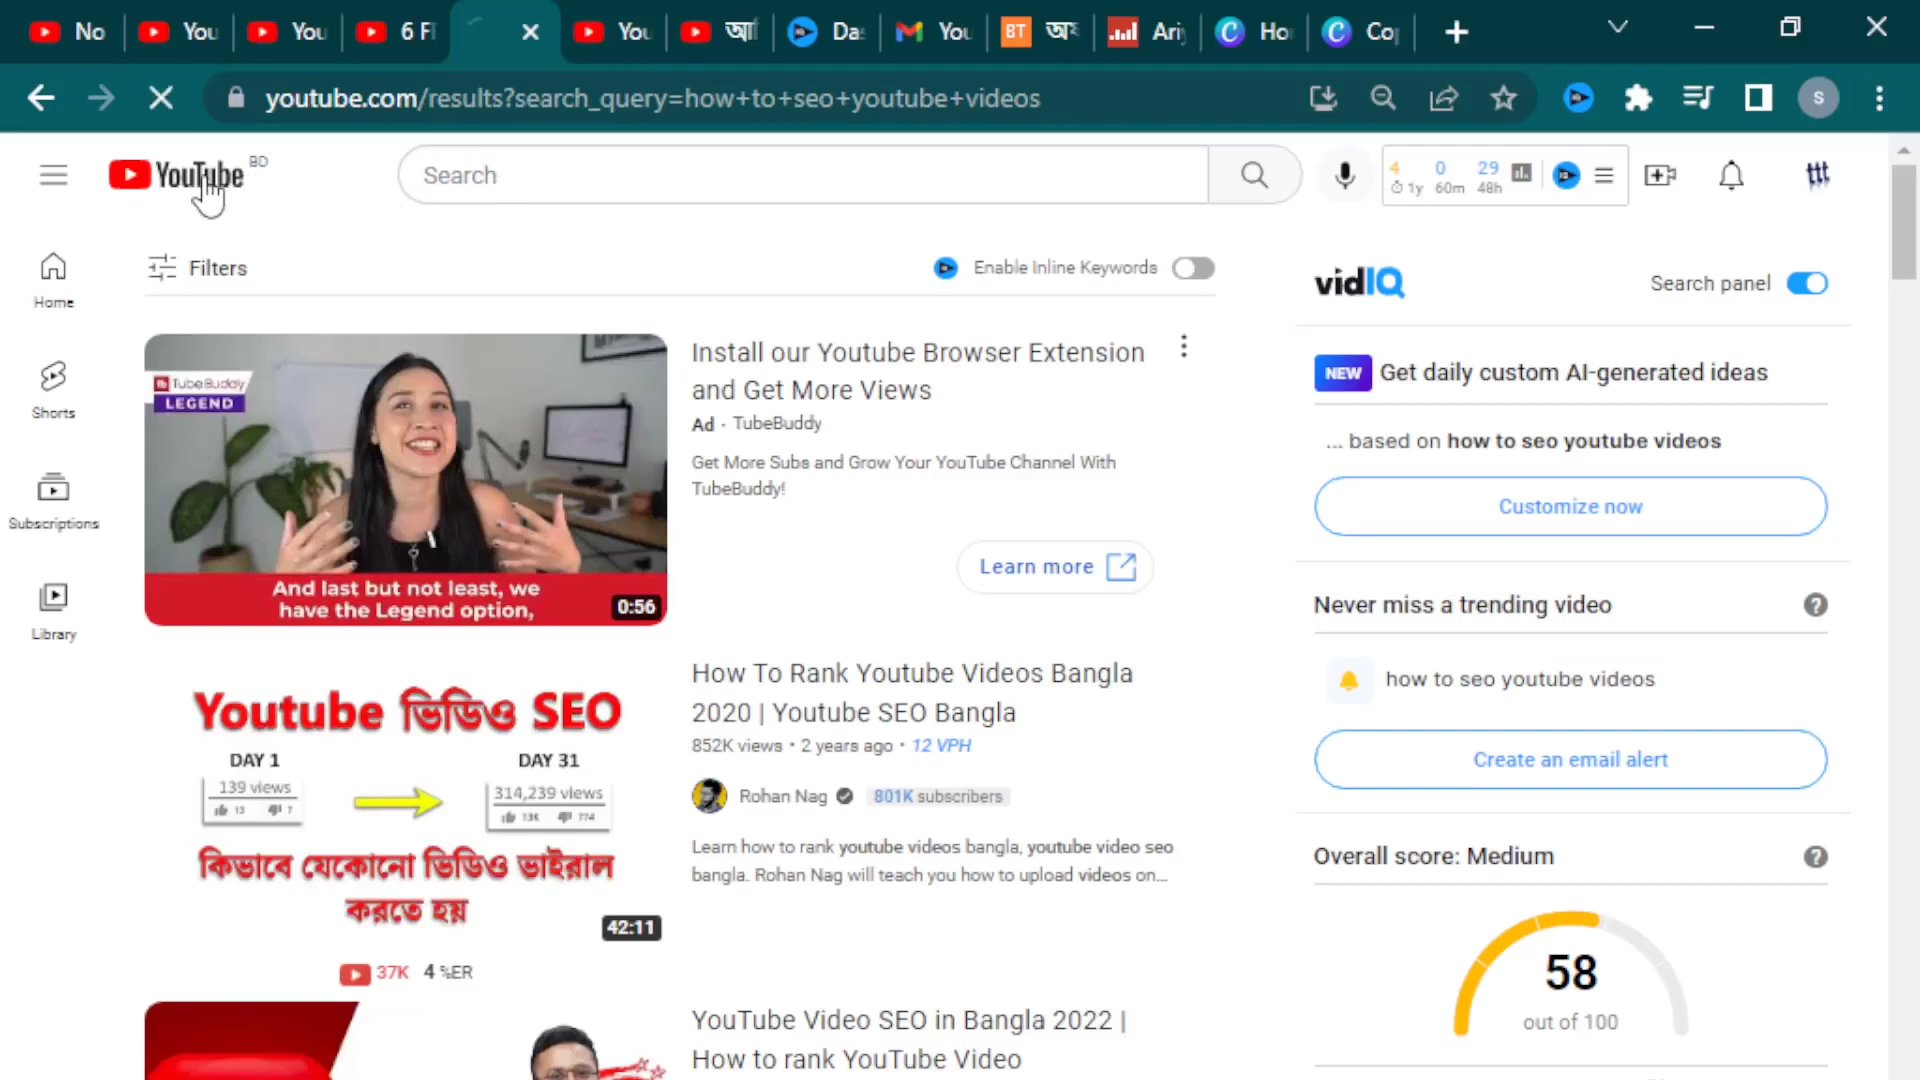 No
You
You
6 F
You
Da
You
BT
Ari
Ho
Co
youtube.com/results?search_query=how+to+seo+youtube+videos
S
YouTube BD
Search
4 0 29
1y 60m 48h
ttt
Filters
Enable Inline Keywords
vidIQ
Search panel
Home
Shorts
Subscriptions
Library
TubeBuddy
LEGEND
And last but not least, we
have the Legend option,
0:56
Install our Youtube Browser Extension
and Get More Views
Ad · TubeBuddy
Get More Subs and Grow Your YouTube Channel With
TubeBuddy!
Learn more
Youtube ভিডিও SEO
DAY 1 DAY 31
139 views 314,239 views
13 7 13K 774
কিভাবে যেকোনো ভিডিও ভাইরাল
করতে হয়
42:11
37K 4 %ER
How To Rank Youtube Videos Bangla
2020 | Youtube SEO Bangla
852K views • 2 years ago • 12 VPH
Rohan Nag 801K subscribers
Learn how to rank youtube videos bangla, youtube video seo
bangla. Rohan Nag will teach you how to upload videos on...
YouTube Video SEO in Bangla 2022 |
How to rank YouTube Video
NEW Get daily custom AI-generated ideas
... based on how to seo youtube videos
Customize now
Never miss a trending video ?
how to seo youtube videos
Create an email alert
Overall score: Medium ?
58
out of 100